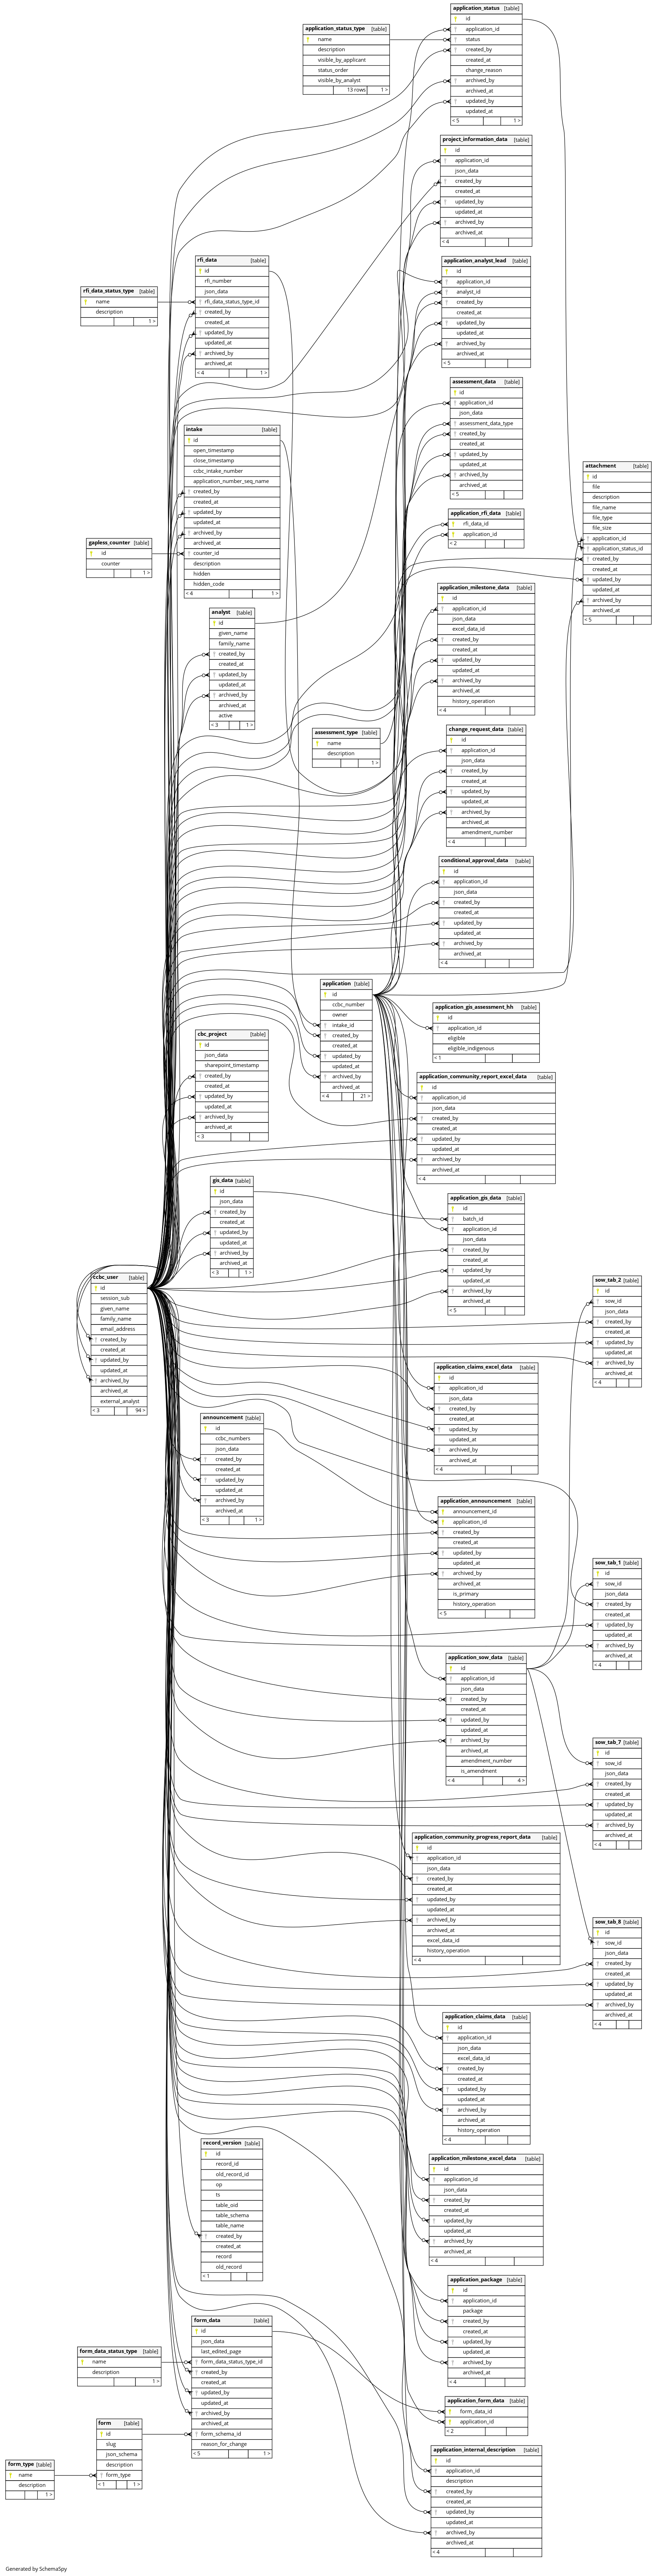 application_status [table]
id
application_id
status
created_by
created_at
change_reason
archived_by
archived_at
updated_by
updated_at
< 5 1 >
application_status_type [table]
name
description
visible_by_applicant
status_order
visible_by_analyst
13 rows 1 >
project_information_data [table]
id
application_id
json_data
created_by
created_at
updated_by
updated_at
archived_by
archived_at
< 4
rfi_data [table]
id
rfi_number
json_data
rfi_data_status_type_id
created_by
created_at
updated_by
updated_at
archived_by
archived_at
< 4 1 >
application_analyst_lead [table]
id
application_id
analyst_id
created_by
created_at
updated_by
updated_at
archived_by
archived_at
< 5
rfi_data_status_type [table]
name
description
1 >
assessment_data [table]
id
application_id
json_data
assessment_data_type
created_by
created_at
updated_by
updated_at
archived_by
archived_at
< 5
intake [table]
id
open_timestamp
close_timestamp
ccbc_intake_number
application_number_seq_name
created_by
created_at
updated_by
updated_at
archived_by
archived_at
counter_id
description
hidden
hidden_code
< 4 1 >
attachment [table]
id
file
description
file_name
file_type
file_size
application_id
application_status_id
created_by
created_at
updated_by
updated_at
archived_by
archived_at
< 5
application_rfi_data [table]
rfi_data_id
application_id
< 2
gapless_counter [table]
id
counter
1 >
application_milestone_data [table]
id
application_id
json_data
excel_data_id
created_by
created_at
updated_by
updated_at
archived_by
archived_at
history_operation
< 4
analyst [table]
id
given_name
family_name
created_by
created_at
updated_by
updated_at
archived_by
archived_at
active
< 3 1 >
change_request_data [table]
id
application_id
json_data
created_by
created_at
updated_by
updated_at
archived_by
archived_at
amendment_number
< 4
assessment_type [table]
name
description
1 >
conditional_approval_data [table]
id
application_id
json_data
created_by
created_at
updated_by
updated_at
archived_by
archived_at
< 4
application [table]
id
ccbc_number
owner
intake_id
created_by
created_at
updated_by
updated_at
archived_by
archived_at
< 4 21 >
application_gis_assessment_hh [table]
id
application_id
eligible
eligible_indigenous
< 1
cbc_project [table]
id
json_data
sharepoint_timestamp
created_by
created_at
updated_by
updated_at
archived_by
archived_at
< 3
application_community_report_excel_data [table]
id
application_id
json_data
created_by
created_at
updated_by
updated_at
archived_by
archived_at
< 4
gis_data [table]
id
json_data
created_by
created_at
updated_by
updated_at
archived_by
archived_at
< 3 1 >
application_gis_data [table]
id
batch_id
application_id
json_data
created_by
created_at
updated_by
updated_at
archived_by
archived_at
< 5
ccbc_user [table]
id
session_sub
given_name
family_name
email_address
created_by
created_at
updated_by
updated_at
archived_by
archived_at
external_analyst
< 3 94 >
sow_tab_2 [table]
id
sow_id
json_data
created_by
created_at
updated_by
updated_at
archived_by
archived_at
< 4
application_claims_excel_data [table]
id
application_id
json_data
created_by
created_at
updated_by
updated_at
archived_by
archived_at
< 4
announcement [table]
id
ccbc_numbers
json_data
created_by
created_at
updated_by
updated_at
archived_by
archived_at
< 3 1 >
application_announcement [table]
announcement_id
application_id
created_by
created_at
updated_by
updated_at
archived_by
archived_at
is_primary
history_operation
< 5
sow_tab_1 [table]
id
sow_id
json_data
created_by
created_at
updated_by
updated_at
archived_by
archived_at
< 4
application_sow_data [table]
id
application_id
json_data
created_by
created_at
updated_by
updated_at
archived_by
archived_at
amendment_number
is_amendment
< 4 4 >
sow_tab_7 [table]
id
sow_id
json_data
created_by
created_at
updated_by
updated_at
archived_by
archived_at
< 4
application_community_progress_report_data [table]
id
application_id
json_data
created_by
created_at
updated_by
updated_at
archived_by
archived_at
excel_data_id
history_operation
< 4
sow_tab_8 [table]
id
sow_id
json_data
created_by
created_at
updated_by
updated_at
archived_by
archived_at
< 4
application_claims_data [table]
id
application_id
json_data
excel_data_id
created_by
created_at
updated_by
updated_at
archived_by
archived_at
history_operation
< 4
record_version [table]
id
record_id
old_record_id
op
ts
table_oid
table_schema
table_name
created_by
created_at
record
old_record
< 1
application_milestone_excel_data [table]
id
application_id
json_data
created_by
created_at
updated_by
updated_at
archived_by
archived_at
< 4
application_package [table]
id
application_id
package
created_by
created_at
updated_by
updated_at
archived_by
archived_at
< 4
form_data [table]
id
json_data
last_edited_page
form_data_status_type_id
created_by
created_at
updated_by
updated_at
archived_by
archived_at
form_schema_id
reason_for_change
< 5 1 >
form_data_status_type [table]
name
description
1 >
application_form_data [table]
form_data_id
application_id
< 2
form [table]
id
slug
json_schema
description
form_type
< 1 1 >
application_internal_description [table]
id
application_id
description
created_by
created_at
updated_by
updated_at
archived_by
archived_at
< 4
form_type [table]
name
description
1 >
Generated by SchemaSpy